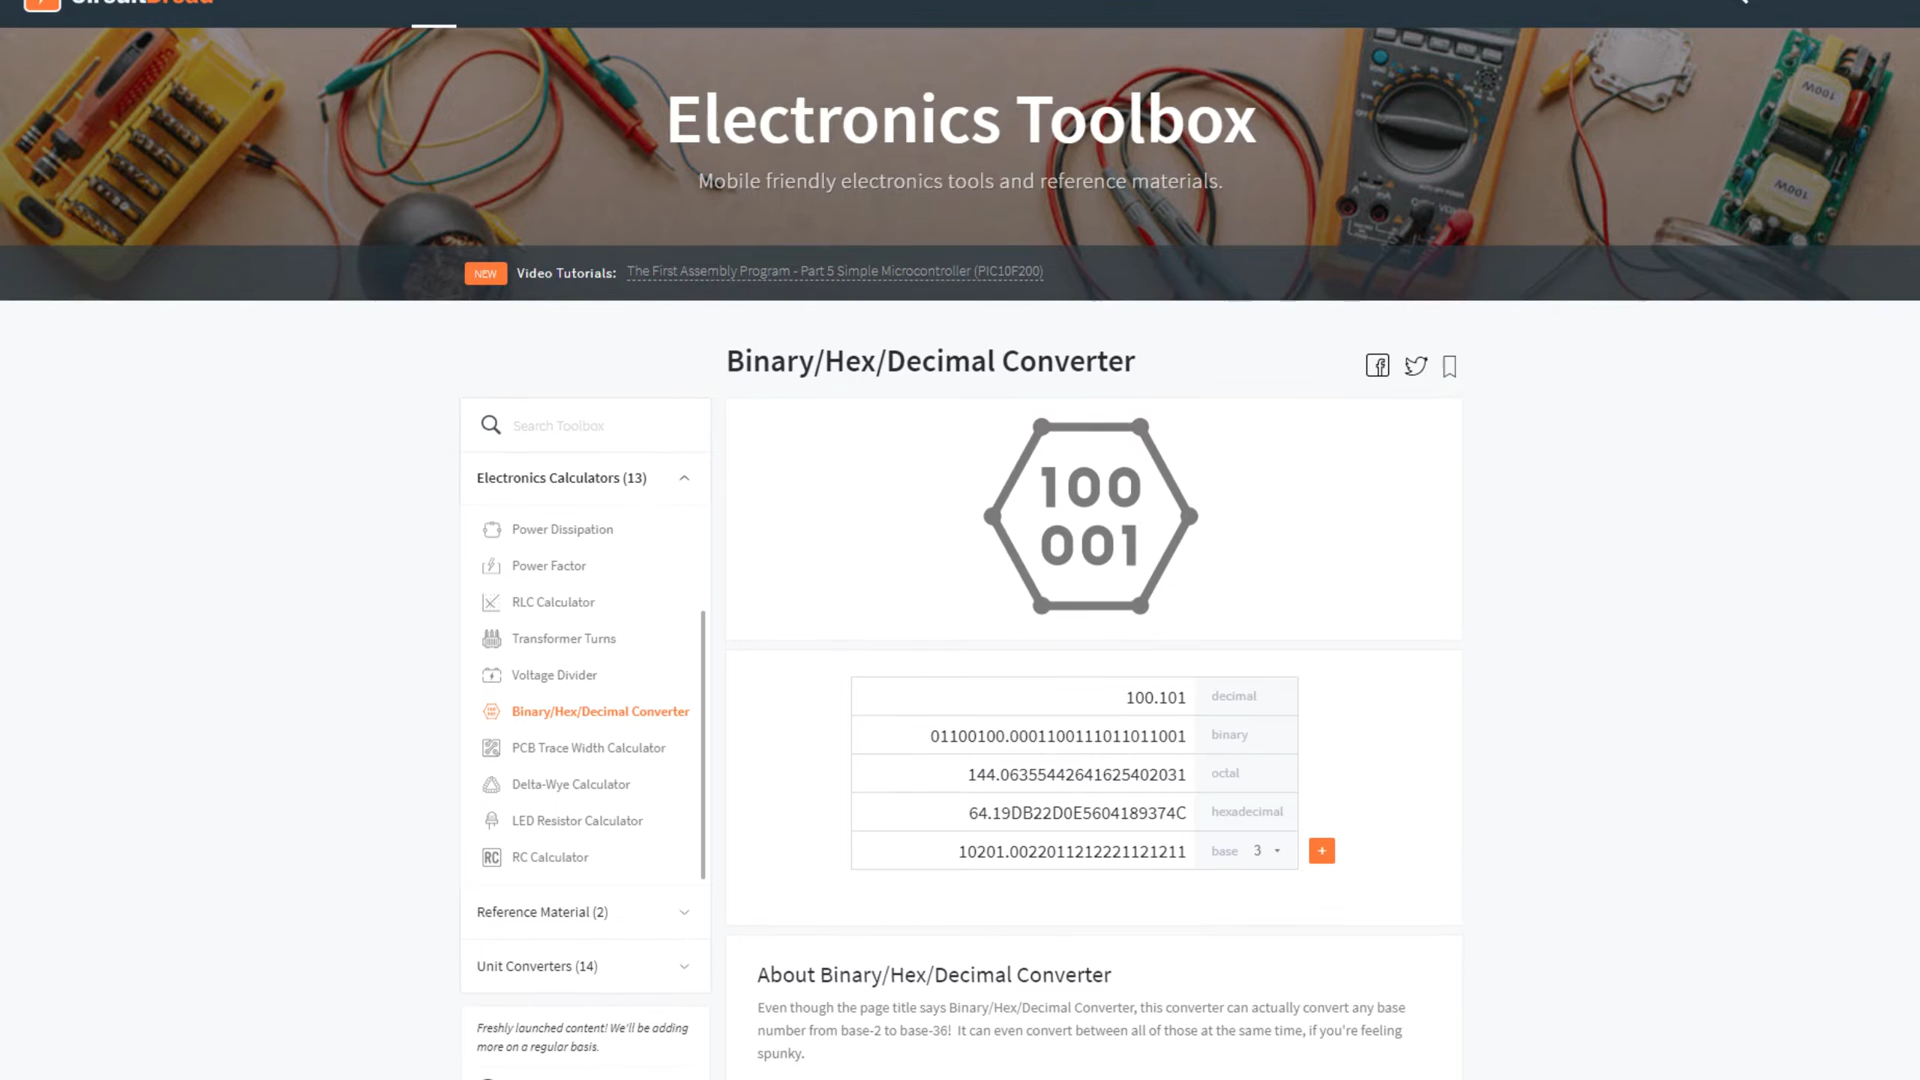 Electronics Toolbox
Mobile friendly electronics tools and reference materials.
NEW Video Tutorials: The First Assembly Program - Part 5 Simple Microcontroller (PIC10F200)
Binary/Hex/Decimal Converter
Search Toolbox
Electronics Calculators (13)
Power Dissipation
Power Factor
RLC Calculator
Transformer Turns
Voltage Divider
Binary/Hex/Decimal Converter
PCB Trace Width Calculator
Delta-Wye Calculator
LED Resistor Calculator
RC RC Calculator
Reference Material (2)
Unit Converters (14)
Freshly launched content! We'll be adding
more on a regular basis.
100
001
100.101 decimal
01100100.0001100111011011001 binary
144.06355442641625402031 octal
64.19DB22D0E5604189374C hexadecimal
10201.0022011212221121211 base 3 +
About Binary/Hex/Decimal Converter
Even though the page title says Binary/Hex/Decimal Converter, this converter can actually convert any base
number from base-2 to base-36! It can even convert between all of those at the same time, if you're feeling
spunky.